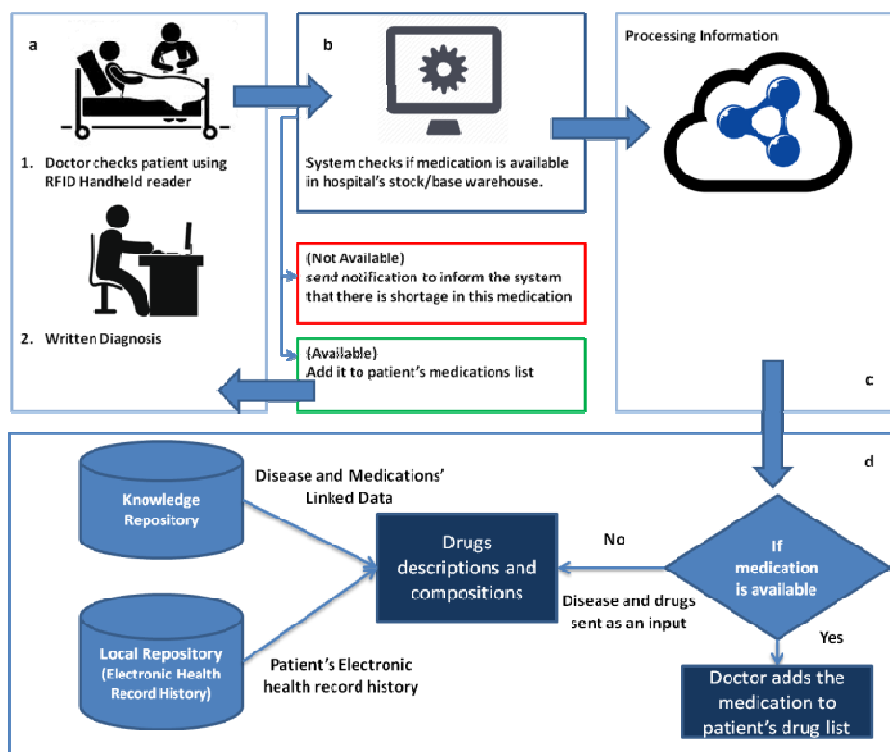 a
1. Doctor checks patient using
RFID Handheld reader
2. Written Diagnosis
b
System checks if medication is available
in hospital's stock/base warehouse.
(Not Available)
send notification to inform the system
that there is shortage in this medication
(Available)
Add it to patient's medications list
Processing Information
c
d
Knowledge
Repository
Disease and Medications'
Linked Data
Local Repository
(Electronic Health
Record History)
Patient's Electronic
health record history
Drugs
descriptions and
compositions
No
Disease and drugs
sent as an input
If
medication
is available
Yes
Doctor adds the
medication to
patient's drug list